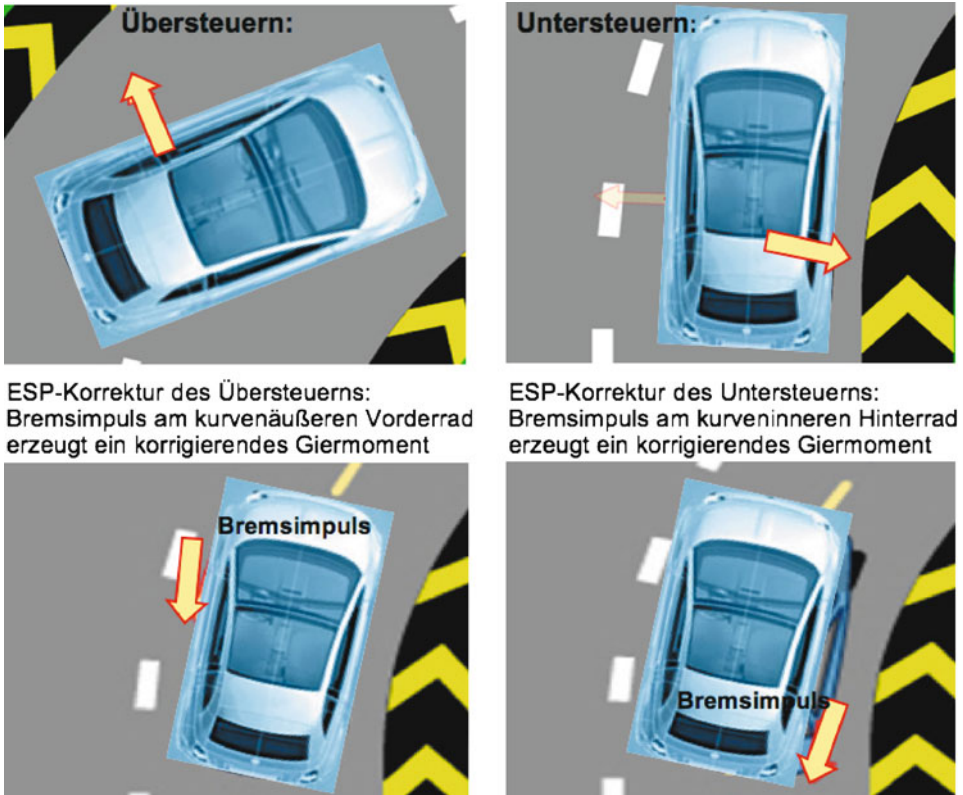 Übersteuern:
Untersteuern:
ESP-Korrektur des Übersteuerns:
Bremsimpuls am kurvenäußeren Vorderrad
erzeugt ein korrigierendes Giermoment
ESP-Korrektur des Untersteuerns:
Bremsimpuls am kurveninneren Hinterrad
erzeugt ein korrigierendes Giermoment
Bremsimpuls
Bremsimpuls